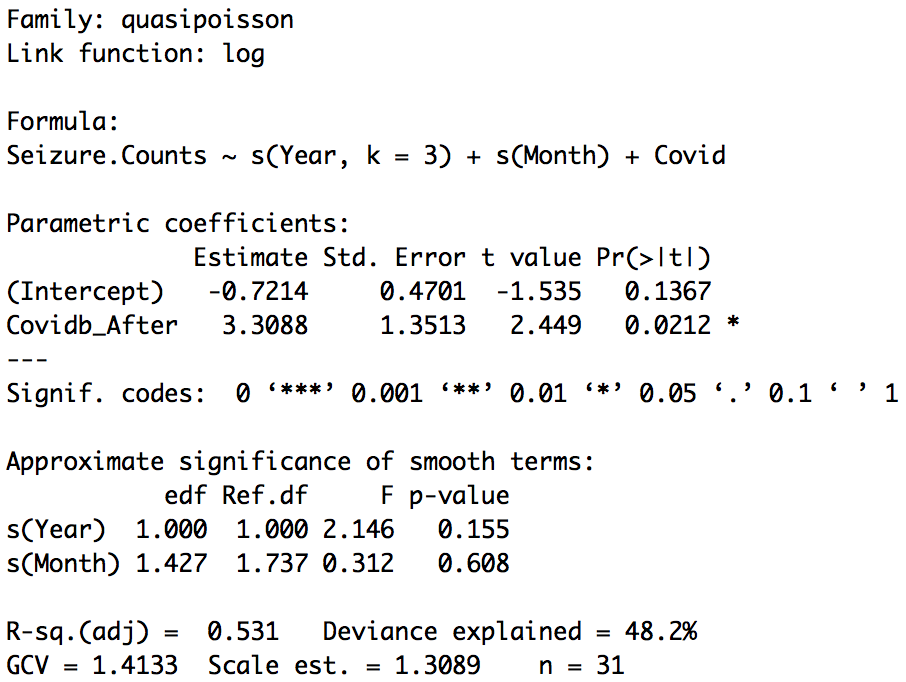 Family: quasipoisson
Link function: log
Formula:
Seizure.Counts ~ s(Year, k = 3) + s(Month) + Covid
Parametric coefficients:
Estimate Std. Error t value Pr(>|t|)
(Intercept) -0.7214 0.4701 -1.535 0.1367
Covidb_After 3.3088 1.3513 2.449 0.0212 *
---
Signif. codes: 0 ‘***’ 0.001 ‘**’ 0.01 ‘*’ 0.05 ‘.’ 0.1 ‘ ’ 1
Approximate significance of smooth terms:
edf Ref.df F p-value
s(Year) 1.000 1.000 2.146 0.155
s(Month) 1.427 1.737 0.312 0.608
R-sq.(adj) = 0.531 Deviance explained = 48.2%
GCV = 1.4133 Scale est. = 1.3089 n = 31